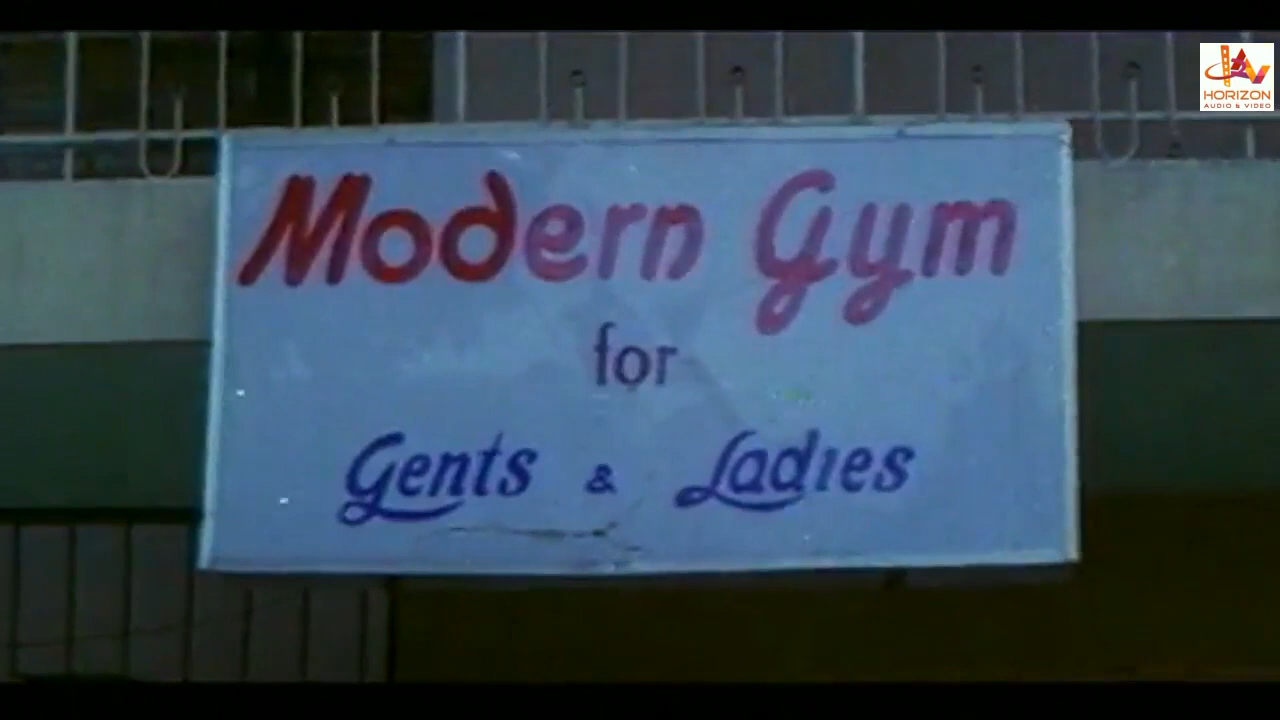 HORIZON
AUDIO & VIDEO
Modern Gym
for
Gents & Ladies